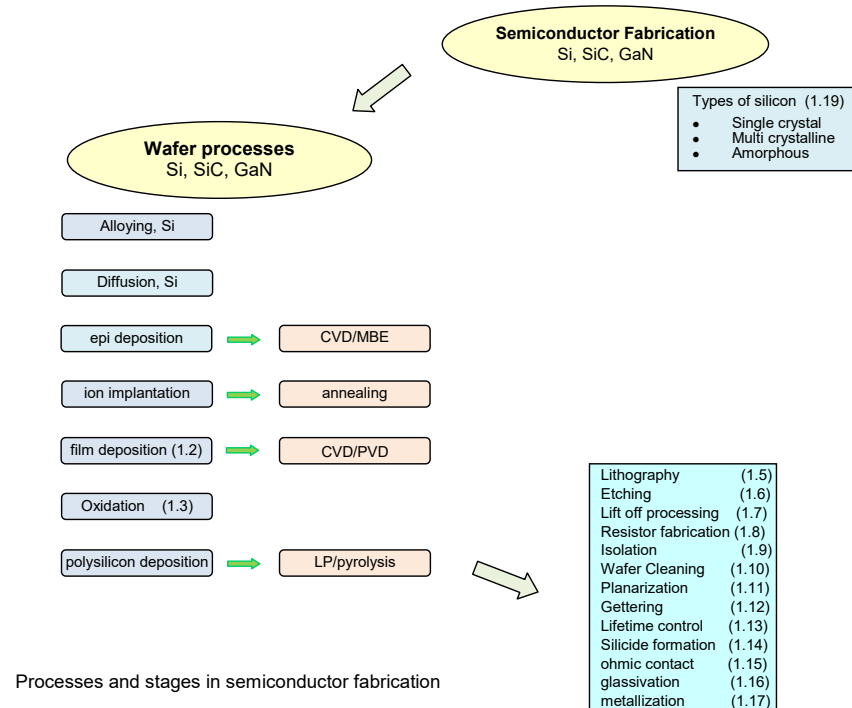 Semiconductor Fabrication
Si, SiC, GaN
Types of silicon (1.19)
● Single crystal
● Multi crystalline
● Amorphous
Wafer processes
Si, SiC, GaN
Alloying, Si
Diffusion, Si
epi deposition
CVD/MBE
ion implantation
annealing
film deposition (1.2)
CVD/PVD
Oxidation (1.3)
polysilicon deposition
LP/pyrolysis
Lithography (1.5)
Etching (1.6)
Lift off processing (1.7)
Resistor fabrication (1.8)
Isolation (1.9)
Wafer Cleaning (1.10)
Planarization (1.11)
Gettering (1.12)
Lifetime control (1.13)
Silicide formation (1.14)
ohmic contact (1.15)
glassivation (1.16)
metallization (1.17)
Processes and stages in semiconductor fabrication